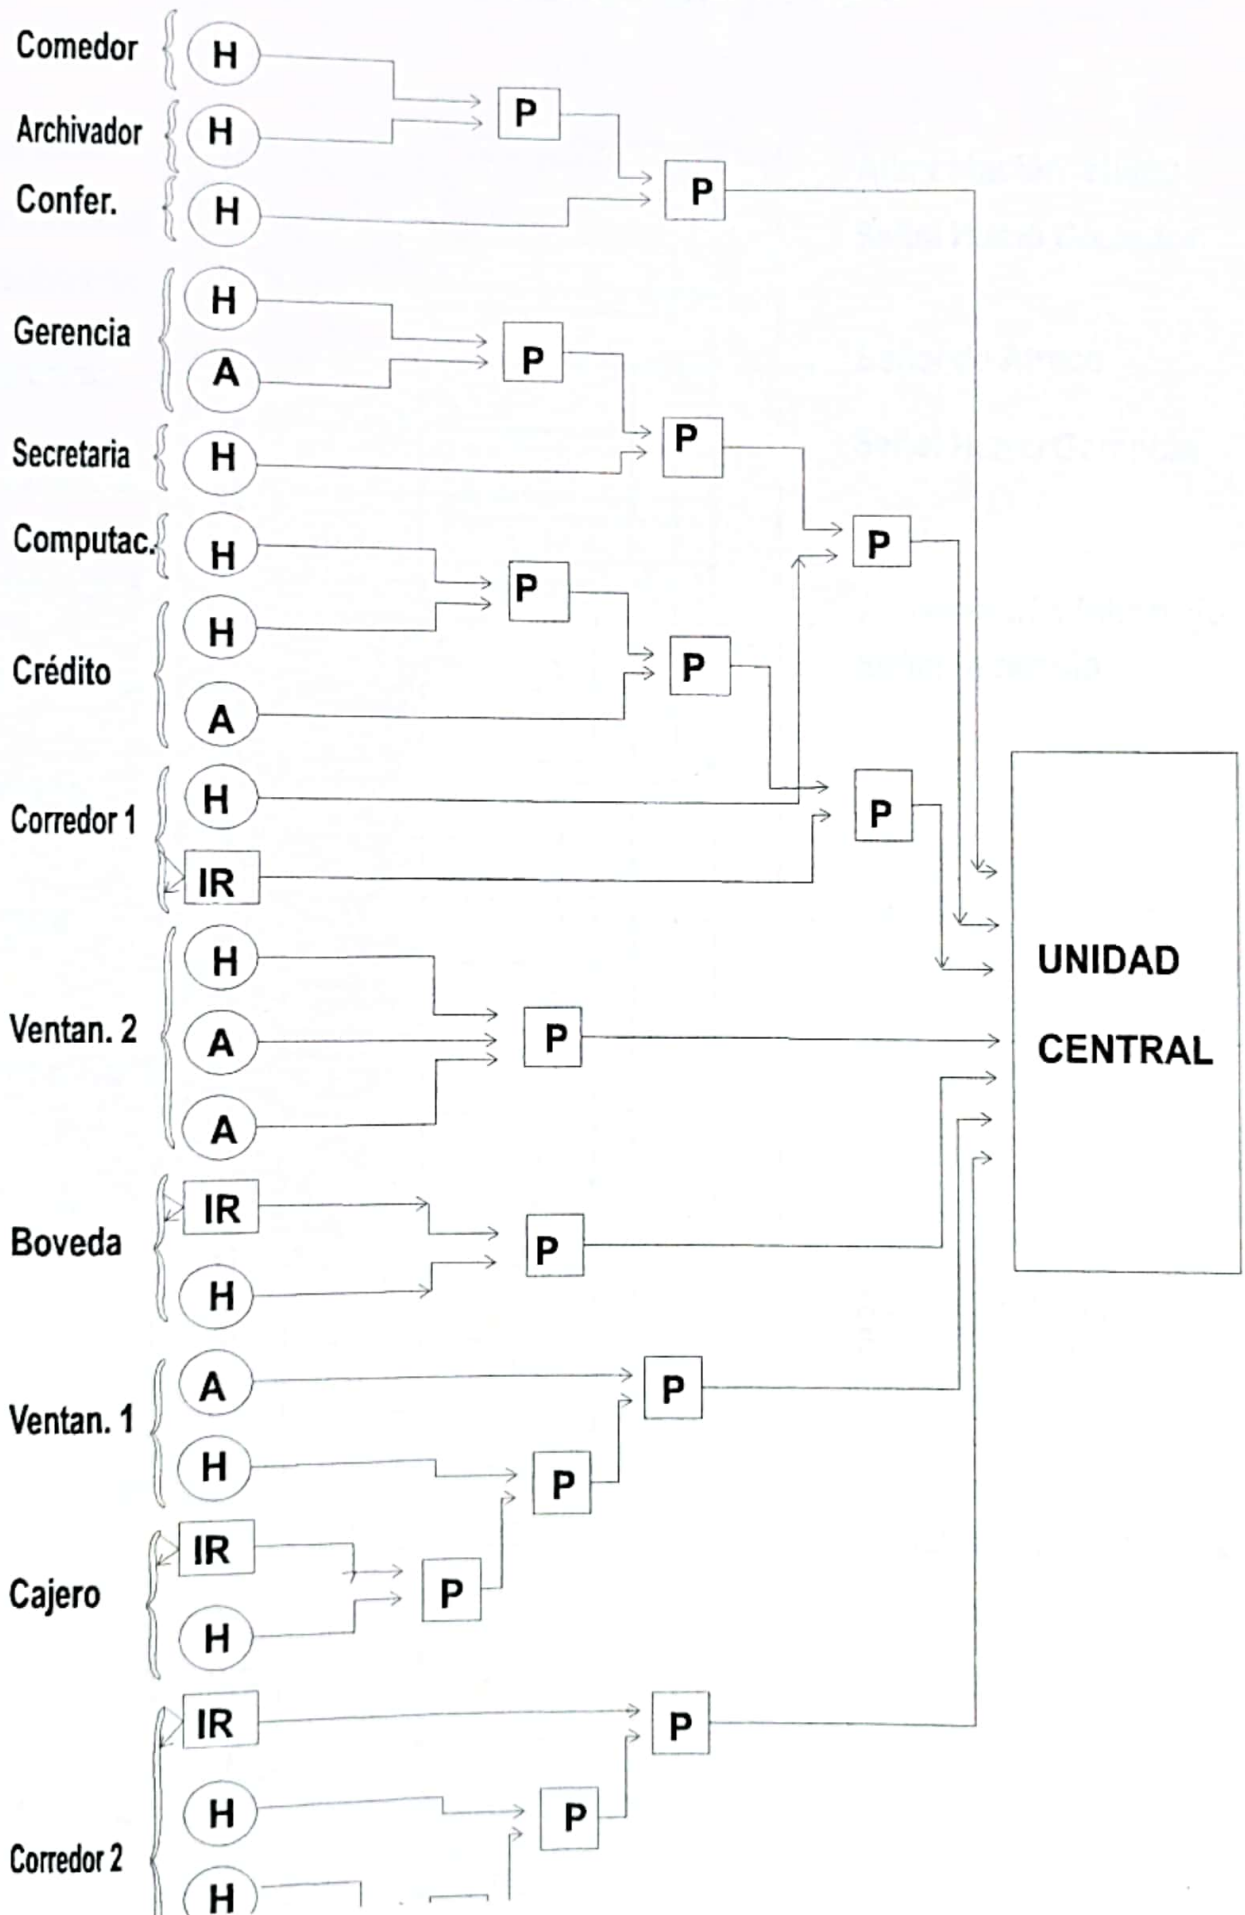 Comedor
H
P
Archivador
H
Confer.
H
P
Gerencia
H
A
P
Secretaria
H
P
Computac.
H
P
P
Crédito
H
A
P
Corredor 1
H
P
IR
Ventan. 2
H
A
P
A
UNIDAD
CENTRAL
Boveda
IR
H
P
Ventan. 1
A
P
H
P
Cajero
IR
H
P
Corredor 2
IR
P
H
P
H